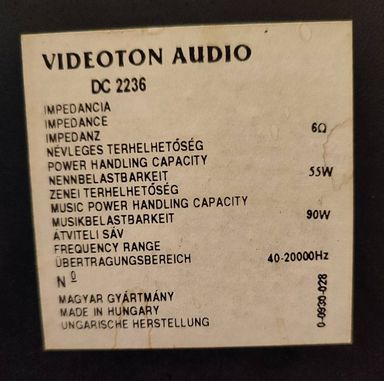 VIDEOTON AUDIO
DC 2236
IMPEDANCIA
IMPEDANCE
IMPEDANZ 6Ω
NÉVLEGES TERHELHETŐSÉG
POWER HANDLING CAPACITY
NENNBELASTBARKEIT 55W
ZENEI TERHELHETŐSÉG
MUSIC POWER HANDLING CAPACITY
MUSIKBELASTBARKEIT 90W
ÁTVITELI SÁV
FREQUENCY RANGE
ÜBERTRAGUNGSBEREICH 40-20000Hz
Nº
MAGYAR GYÁRTMÁNY
MADE IN HUNGARY
UNGARISCHE HERSTELLUNG
0-0930-028